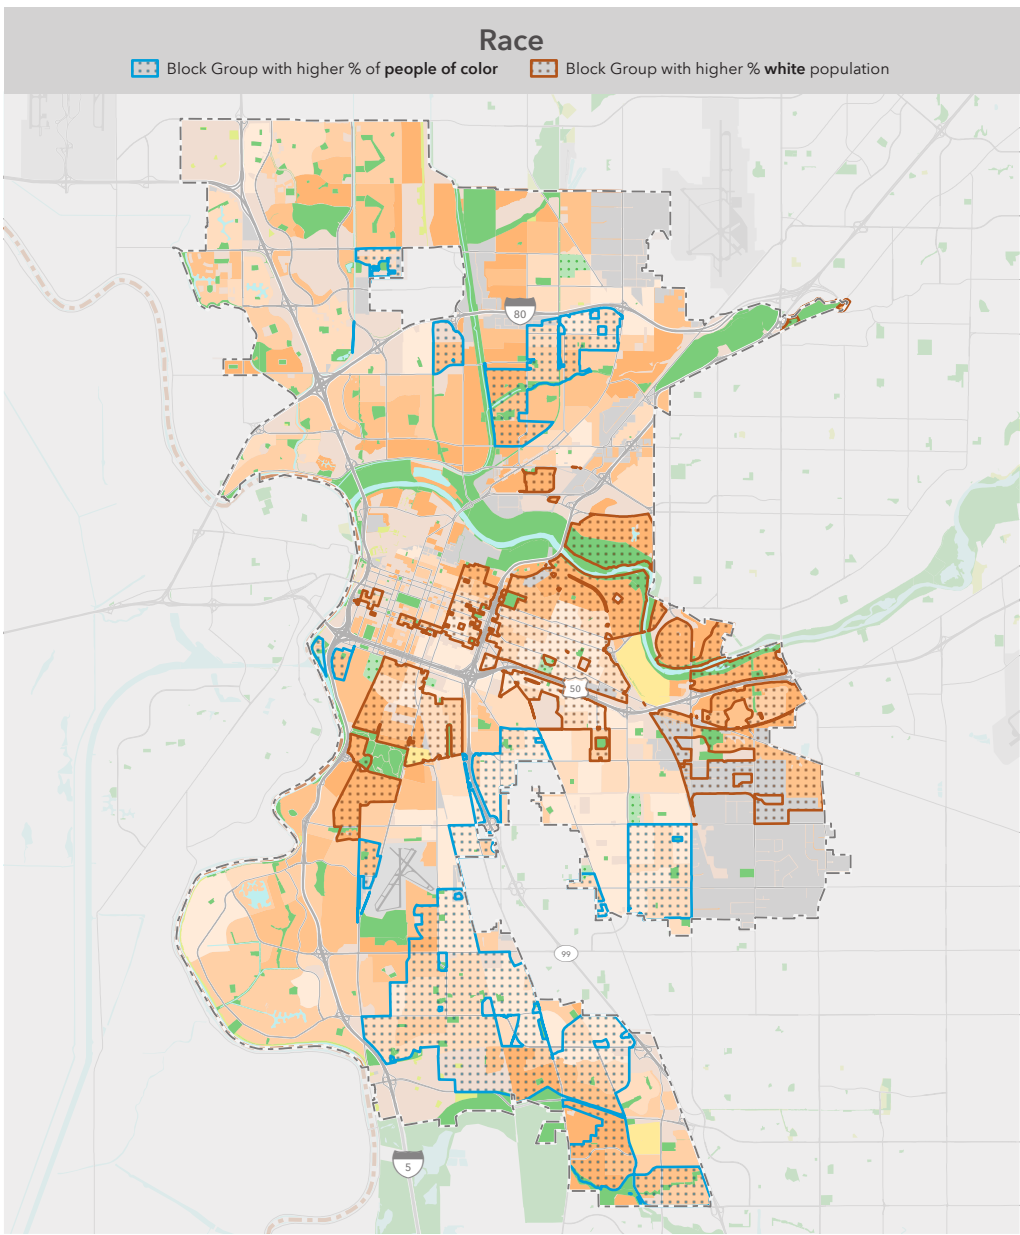 Race
Block Group with higher % of people of color
Block Group with higher % white population
80
50
99
5